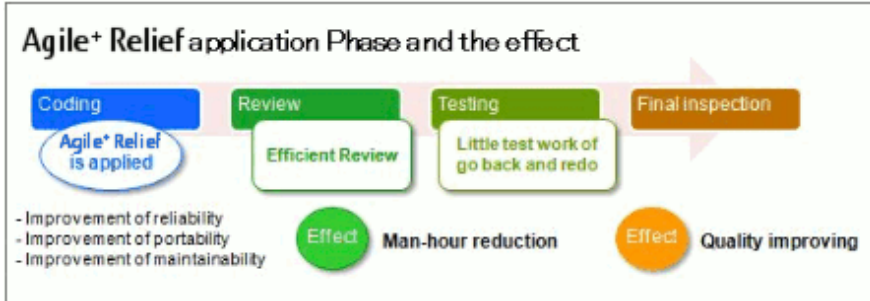 Agile+ Relief application Phase and the effect
Coding
Review
Testing
Final inspection
Agile+ Relief
is applied
Efficient Review
Little test work of
go back and redo
- Improvement of reliability
- Improvement of portability
- Improvement of maintainability
Effect
Man-hour reduction
Effect
Quality improving